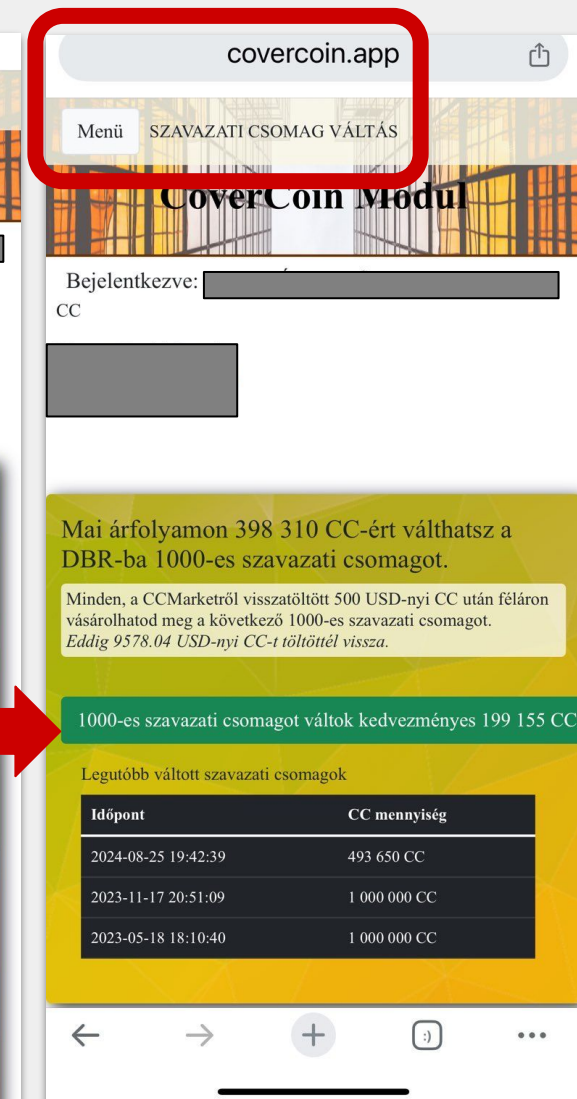 covercoin.app
Menü SZAVAZATI CSOMAG VÁLTÁS
CoverCoin Modul
Bejelentkezve:
CC
Mai árfolyamon 398 310 CC-ért válthatsz a
DBR-ba 1000-es szavazati csomagot.
Minden, a CCMarketről visszatöltött 500 USD-nyi CC után féláron
vásárolhatod meg a következő 1000-es szavazati csomagot.
Eddig 9578.04 USD-nyi CC-t töltöttél vissza.
1000-es szavazati csomagot váltok kedvezményes 199 155 CC
Legutóbb váltott szavazati csomagok
Időpont CC mennyiség
2024-08-25 19:42:39 493 650 CC
2023-11-17 20:51:09 1 000 000 CC
2023-05-18 18:10:40 1 000 000 CC
:)